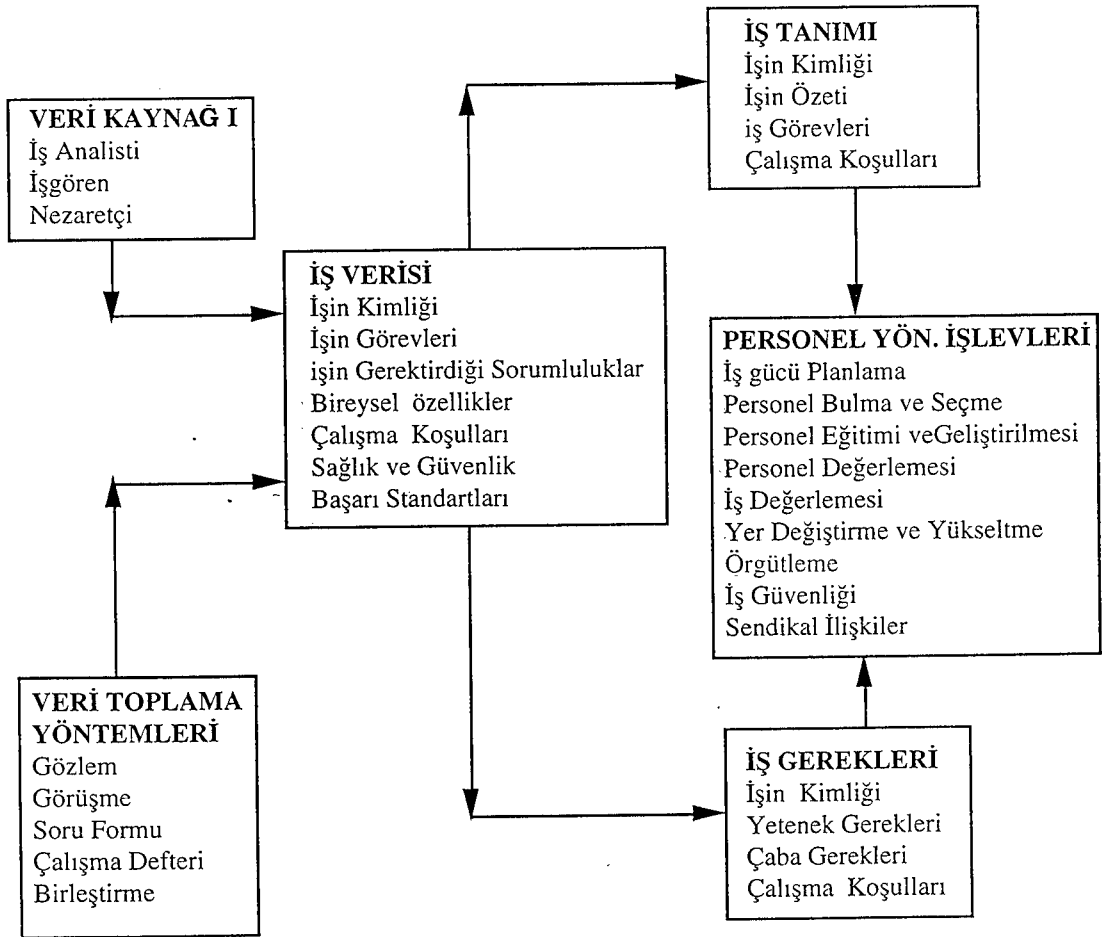 VERİ KAYNAĞ I
İş Analisti
İşgören
Nezaretçi
VERİ TOPLAMA
YÖNTEMLERİ
Gözlem
Görüşme
Soru Formu
Çalışma Defteri
Birleştirme
İŞ VERİSİ
İşin Kimliği
İşin Görevleri
işin Gerektirdiği Sorumluluklar
Bireysel özellikler
Çalışma Koşulları
Sağlık ve Güvenlik
Başarı Standartları
İŞ TANIMI
İşin Kimliği
İşin Özeti
iş Görevleri
Çalışma Koşulları
PERSONEL YÖN. İŞLEVLERİ
İş gücü Planlama
Personel Bulma ve Seçme
Personel Eğitimi veGeliştirilmesi
Personel Değerlemesi
İş Değerlemesi
Yer Değiştirme ve Yükseltme
Örgütleme
İş Güvenliği
Sendikal İlişkiler
İŞ GEREKLERİ
İşin Kimliği
Yetenek Gerekleri
Çaba Gerekleri
Çalışma Koşulları